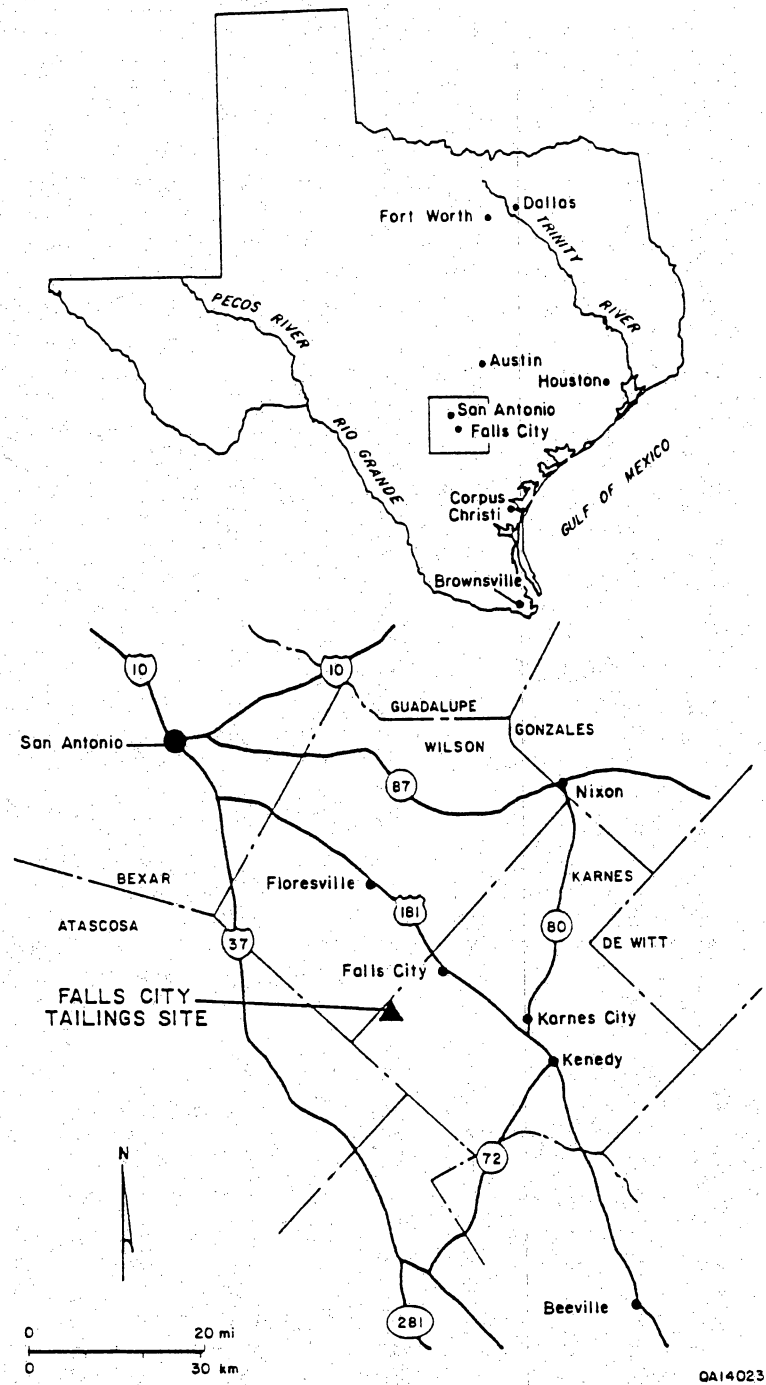 Dallas
Fort Worth
TRINITY
RIVER
PECOS RIVER
Austin
Houston
San Antonio
Falls City
RIO GRANDE
GULF OF MEXICO
Corpus
Christi
Brownsville
10
10
GUADALUPE
GONZALES
San Antonio
WILSON
87
Nixon
BEXAR
Floresville
KARNES
ATASCOSA
181
80
37
DE WITT
Falls City
FALLS CITY
TAILINGS SITE
Karnes City
Kenedy
N
72
Beeville
281
0 20 mi
0 30 km
QA14023